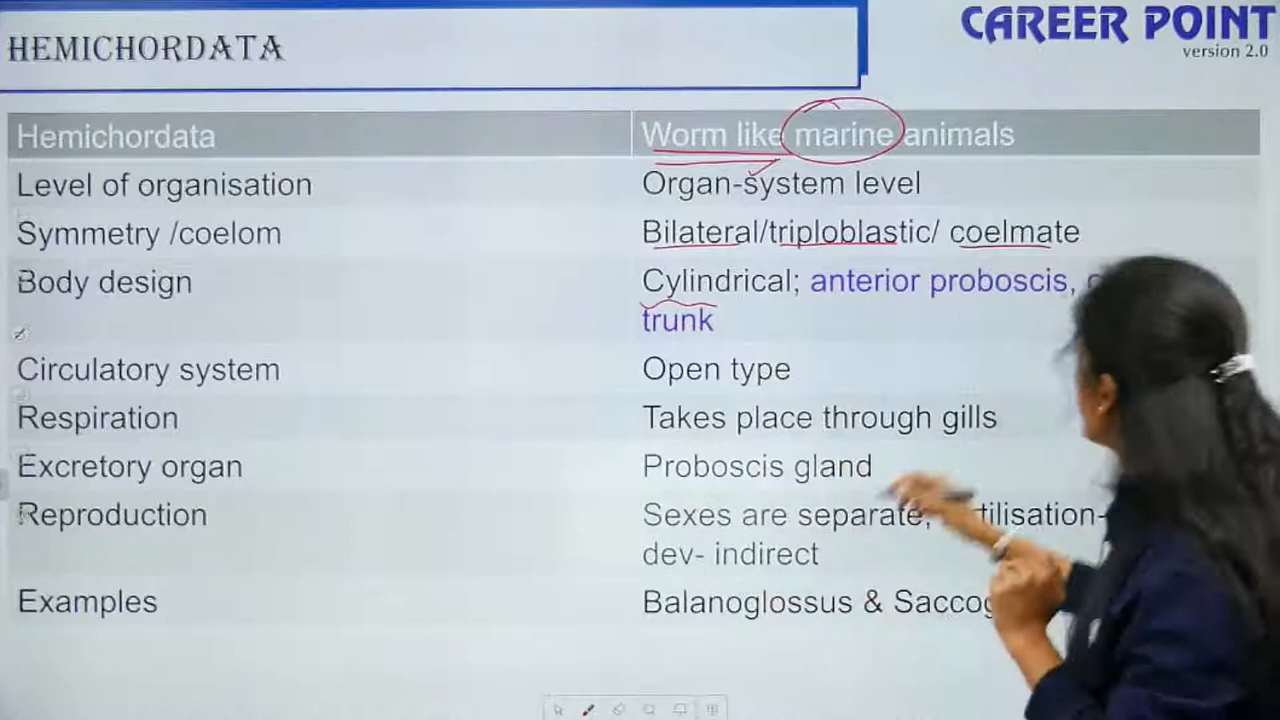 HEMICHORDATA
CAREER POINT
version 2.0
Hemichordata Worm like marine animals
Level of organisation Organ-system level
Symmetry /coelom Bilateral/triploblastic/ coelmate
Body design Cylindrical; anterior proboscis,
trunk
Circulatory system Open type
Respiration Takes place through gills
Excretory organ Proboscis gland
Reproduction Sexes are separate,
dev- indirect
Examples Balanoglossus &